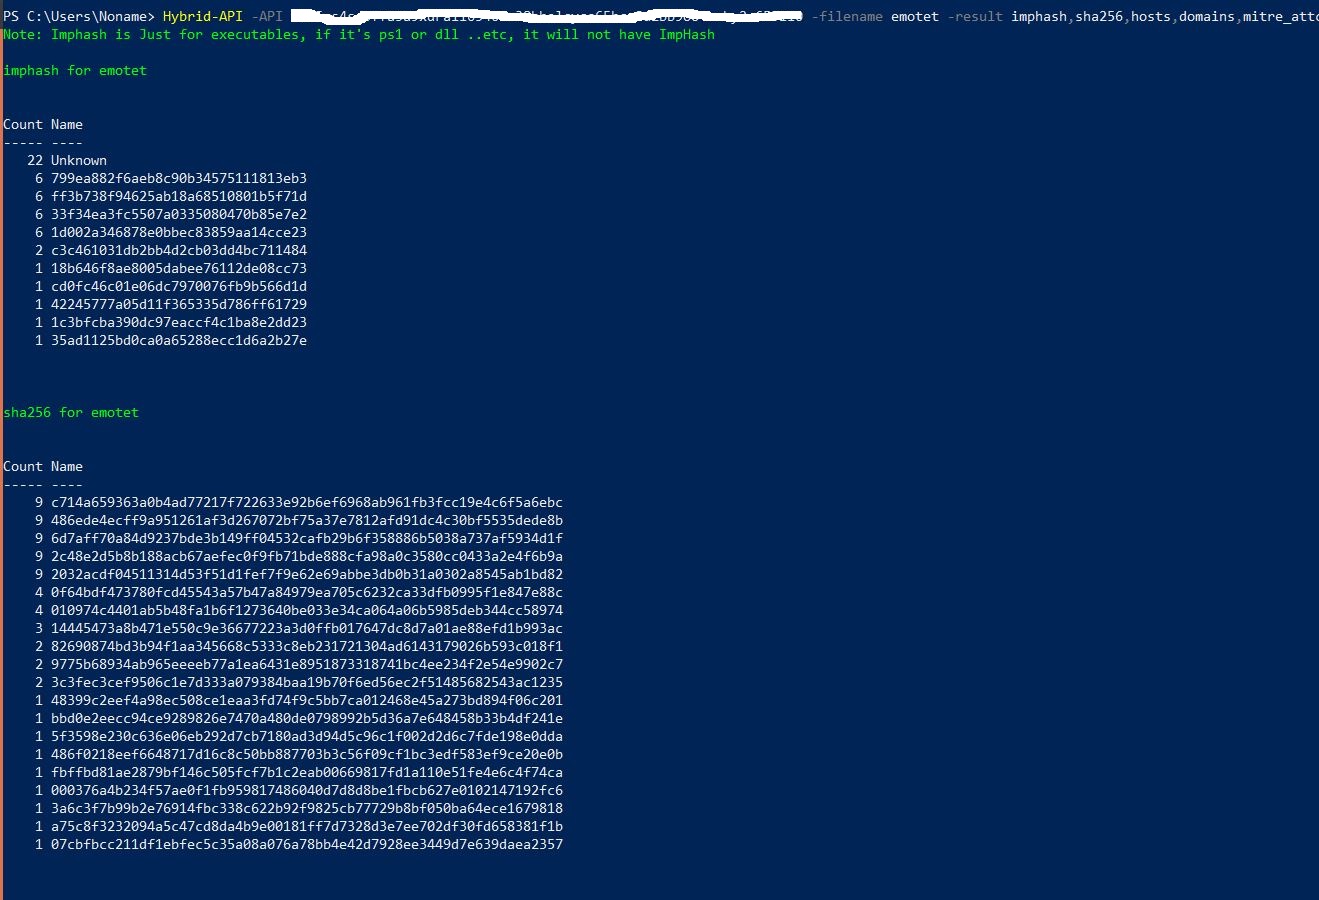 PS C:\Users\Noname> Hybrid-API -API -filename emotet -result imphash,sha256,hosts,domains,mitre_attc
Note: Imphash is Just for executables, if it's ps1 or dll ..etc, it will not have ImpHash
imphash for emotet
Count Name
----- ----
22 Unknown
6 799ea882f6aeb8c90b34575111813eb3
6 ff3b738f94625ab18a68510801b5f71d
6 33f34ea3fc5507a0335080470b85e7e2
6 1d002a346878e0bbec83859aa14cce23
2 c3c461031db2bb4d2cb03dd4bc711484
1 18b646f8ae8005dabee76112de08cc73
1 cd0fc46c01e06dc7970076fb9b566d1d
1 42245777a05d11f365335d786ff61729
1 1c3bfcba390dc97eaccf4c1ba8e2dd23
1 35ad1125bd0ca0a65288ecc1d6a2b27e
sha256 for emotet
Count Name
----- ----
9 c714a659363a0b4ad77217f722633e92b6ef6968ab961fb3fcc19e4c6f5a6ebc
9 486ede4ecff9a951261af3d267072bf75a37e7812afd91dc4c30bf5535dede8b
9 6d7aff70a84d9237bde3b149ff04532cafb29b6f358886b5038a737af5934d1f
9 2c48e2d5b8b188acb67aefec0f9fb71bde888cfa98a0c3580cc0433a2e4f6b9a
9 2032acdf04511314d53f51d1fef7f9e62e69abbe3db0b31a0302a8545ab1bd82
4 0f64bdf473780fcd45543a57b47a84979ea705c6232ca33dfb0995f1e847e88c
4 010974c4401ab5b48fa1b6f1273640be033e34ca064a06b5985deb344cc58974
3 14445473a8b471e550c9e36677223a3d0ffb017647dc8d7a01ae88efd1b993ac
2 82690874bd3b94f1aa345668c5333c8eb231721304ad6143179026b593c018f1
2 9775b68934ab965eeeeb77a1ea6431e8951873318741bc4ee234f2e54e9902c7
2 3c3fec3cef9506c1e7d333a079384baa19b70f6ed56ec2f51485682543ac1235
1 48399c2eef4a98ec508ce1eaa3fd74f9c5bb7ca012468e45a273bd894f06c201
1 bbd0e2eecc94ce9289826e7470a480de0798992b5d36a7e648458b33b4df241e
1 5f3598e230c636e06eb292d7cb7180ad3d94d5c96c1f002d2d6c7fde198e0dda
1 486f0218eef6648717d16c8c50bb887703b3c56f09cf1bc3edf583ef9ce20e0b
1 fbffbd81ae2879bf146c505fcf7b1c2eab00669817fd1a110e51fe4e6c4f74ca
1 000376a4b234f57ae0f1fb959817486040d7d8d8be1fbcb627e0102147192fc6
1 3a6c3f7b99b2e76914fbc338c622b92f9825cb77729b8bf050ba64ece1679818
1 a75c8f3232094a5c47cd8da4b9e00181ff7d7328d3e7ee702df30fd658381f1b
1 07cbfbcc211df1ebfec5c35a08a076a78bb4e42d7928ee3449d7e639daea2357